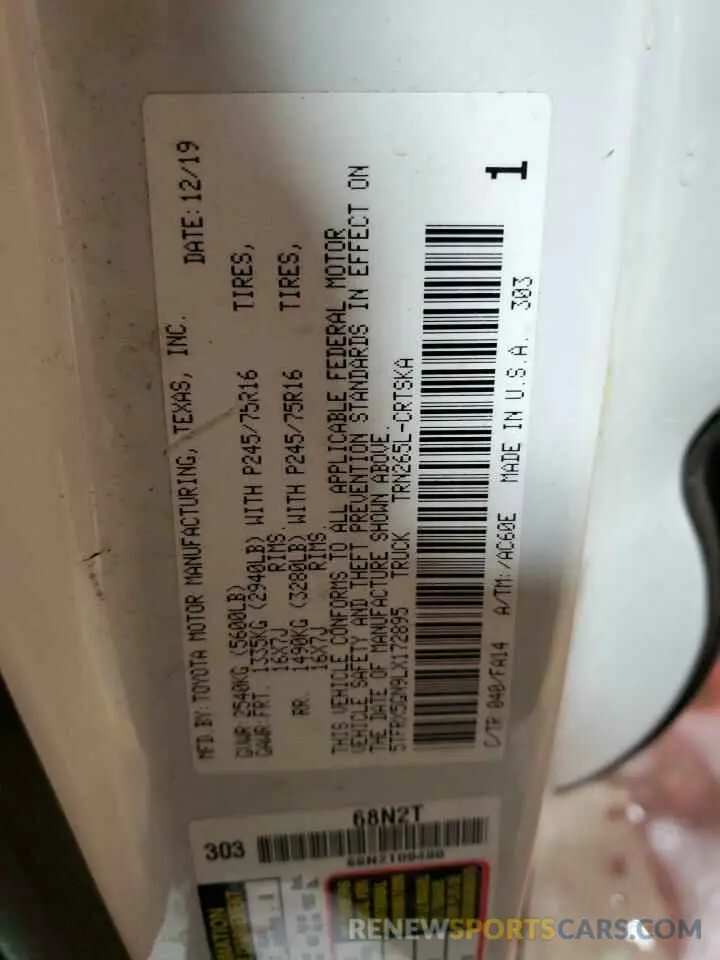 MFD.BY:TOYOTA MOTOR MANUFACTURING, TEXAS, INC. DATE:12/19
GVWR:2540KG (5600LB)
GAWR:FRT. 1335KG (2940LB) WITH P245/75R16 TIRES,
16X7J RIMS.
RR. 1490KG (3280LB) WITH P245/75R16 TIRES,
16X7J RIMS.
THIS VEHICLE CONFORMS TO ALL APPLICABLE FEDERAL MOTOR
VEHICLE SAFETY AND THEFT PREVENTION STANDARDS IN EFFECT ON
THE DATE OF MANUFACTURE SHOWN ABOVE.
5TFRX5GN9LX172895 TRUCK TRN265L-CRTSKA
1
C/TR 040/FA14 A/TM:/AC60E MADE IN U.S.A. 303
68N2T
303
RENEWSPORTSCARS.COM